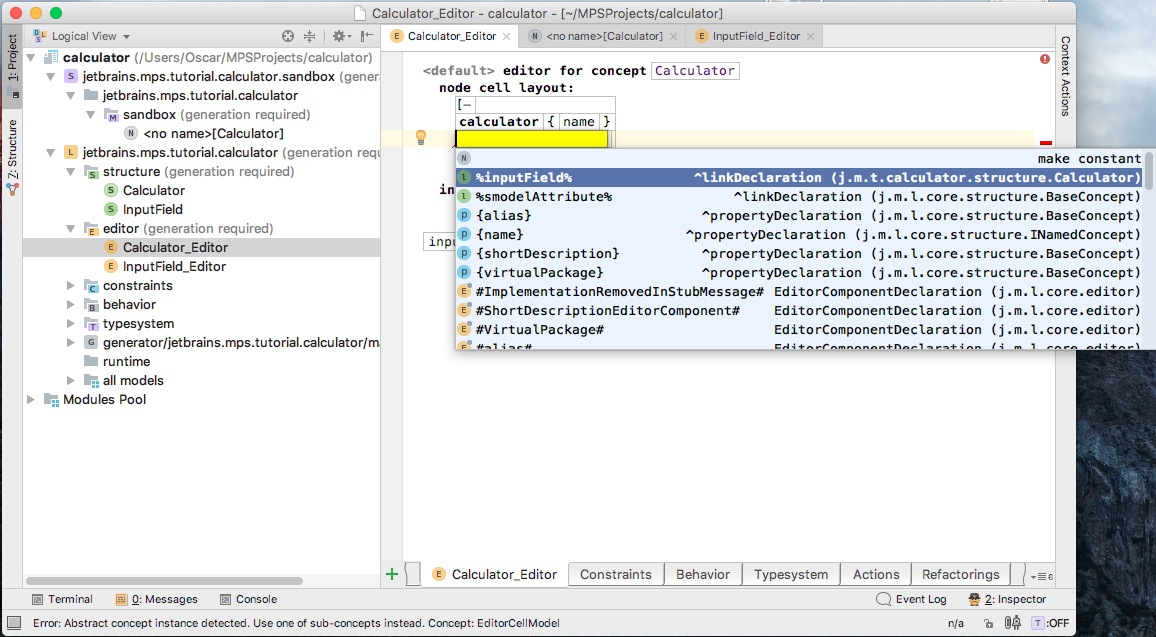 Calculator_Editor - calculator - [~/MPSProjects/calculator]
1: Project
Z: Structure
Logical View
calculator (/Users/Oscar/MPSProjects/calculator)
S jetbrains.mps.tutorial.calculator.sandbox (gener
jetbrains.mps.tutorial.calculator
M sandbox (generation required)
N <no name>[Calculator]
L jetbrains.mps.tutorial.calculator (generation requ
S structure (generation required)
S Calculator
S InputField
E editor (generation required)
E Calculator_Editor
E InputField_Editor
C constraints
B behavior
T typesystem
G generator/jetbrains.mps.tutorial.calculator/ma
runtime
all models
Modules Pool
E Calculator_Editor
N <no name>[Calculator]
E InputField_Editor
Context Actions
<default> editor for concept Calculator
node cell layout:
[-
calculator { name }
in
inpu
N make constant
l %inputField% ^linkDeclaration (j.m.t.calculator.structure.Calculator)
l %smodelAttribute% ^linkDeclaration (j.m.l.core.structure.BaseConcept)
p {alias} ^propertyDeclaration (j.m.l.core.structure.BaseConcept)
p {name} ^propertyDeclaration (j.m.l.core.structure.INamedConcept)
p {shortDescription} ^propertyDeclaration (j.m.l.core.structure.BaseConcept)
p {virtualPackage} ^propertyDeclaration (j.m.l.core.structure.BaseConcept)
E #ImplementationRemovedInStubMessage# EditorComponentDeclaration (j.m.l.core.editor)
E #ShortDescriptionEditorComponent# EditorComponentDeclaration (j.m.l.core.editor)
E #VirtualPackage# EditorComponentDeclaration (j.m.l.core.editor)
E #alias# EditorComponentDeclaration (j.m.l.core.editor)
+ E Calculator_Editor Constraints Behavior Typesystem Actions Refactorings 6
Terminal 0: Messages Console Event Log 2: Inspector
Error: Abstract concept instance detected. Use one of sub-concepts instead. Concept: EditorCellModel n/a T :OFF